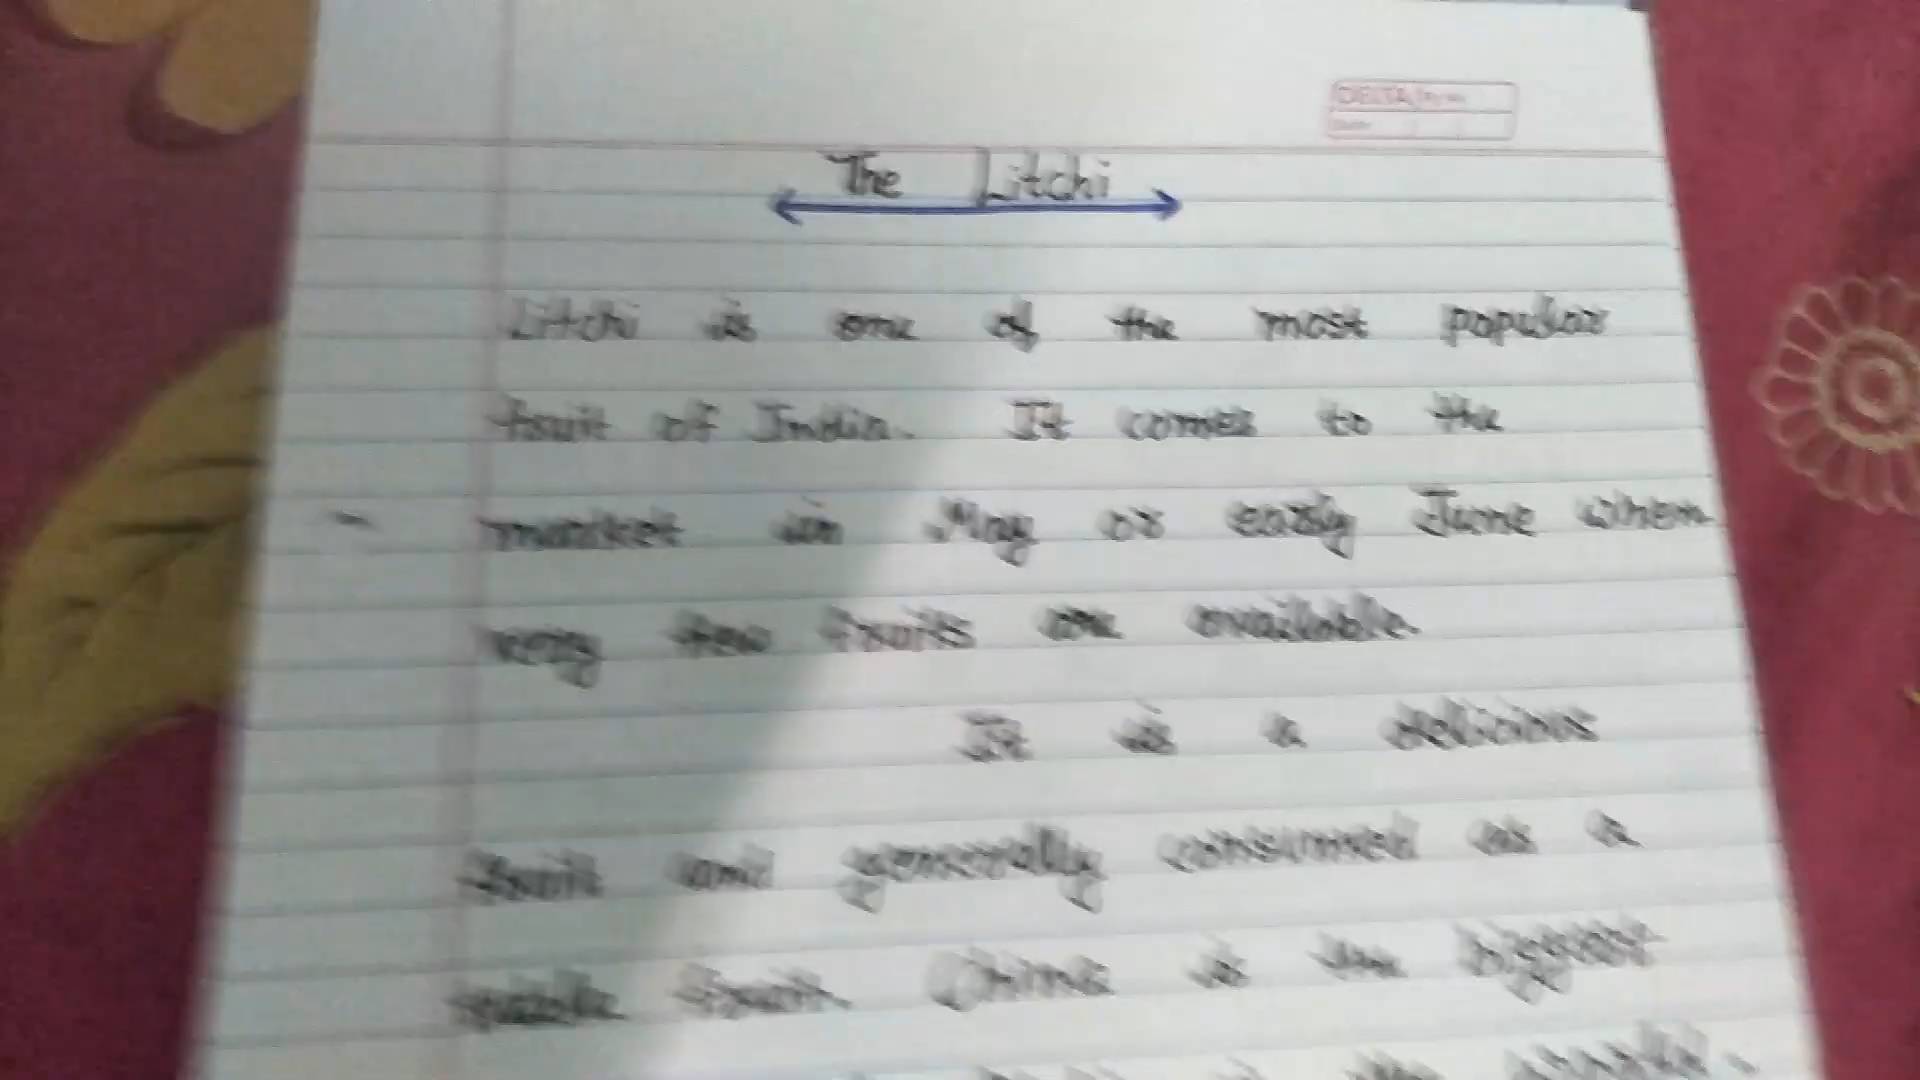 DELTA
Date
The Litchi
Litchi is one of the most popular
fruit of India. It comes to the
market in May or early June when
very few fruits are available.
It is a delicious
fruit and generally consumed as a
table fruit. China is the biggest